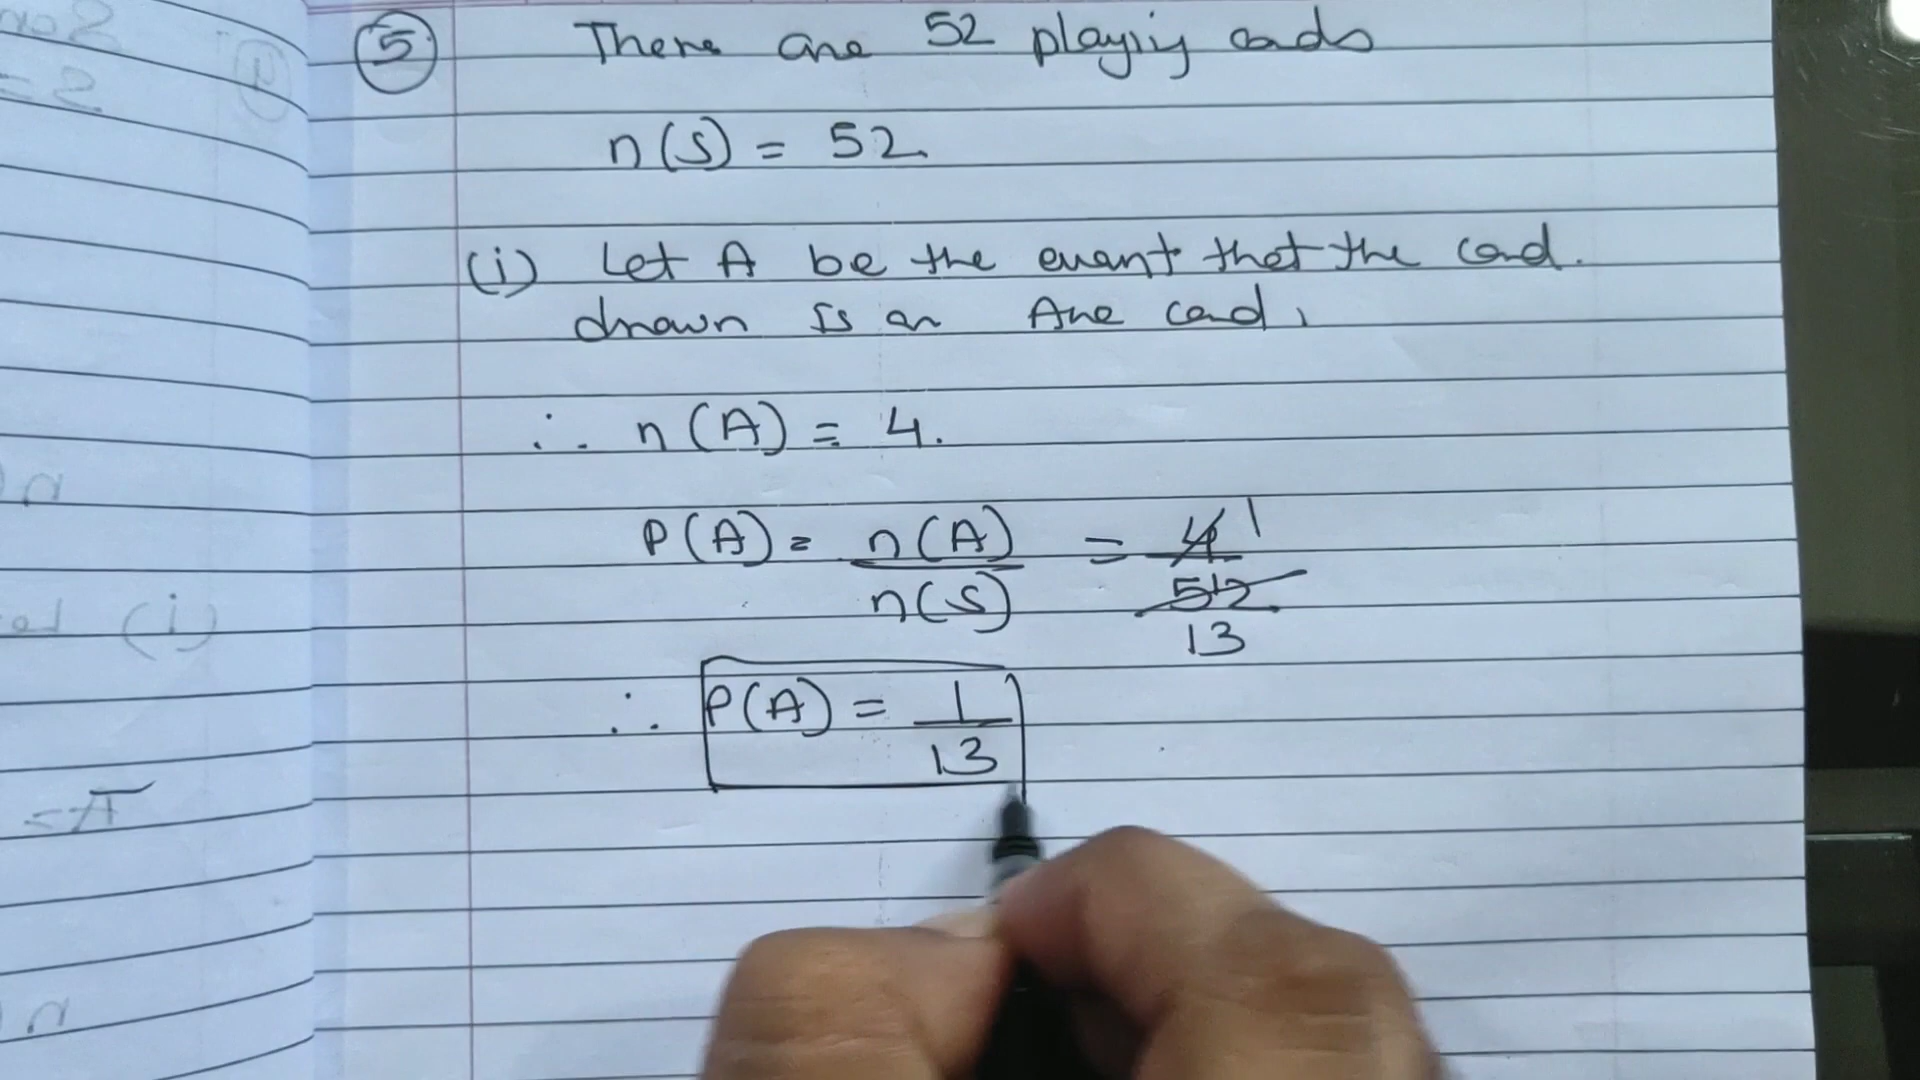 5 There are 52 playing cards
n(S) = 52.
(i) Let A be the event that the card.
drawn is an Ace card.
∴ n(A) = 4.
P(A) = n(A)/n(S) = 4/52 1/13
∴ P(A) = 1/13